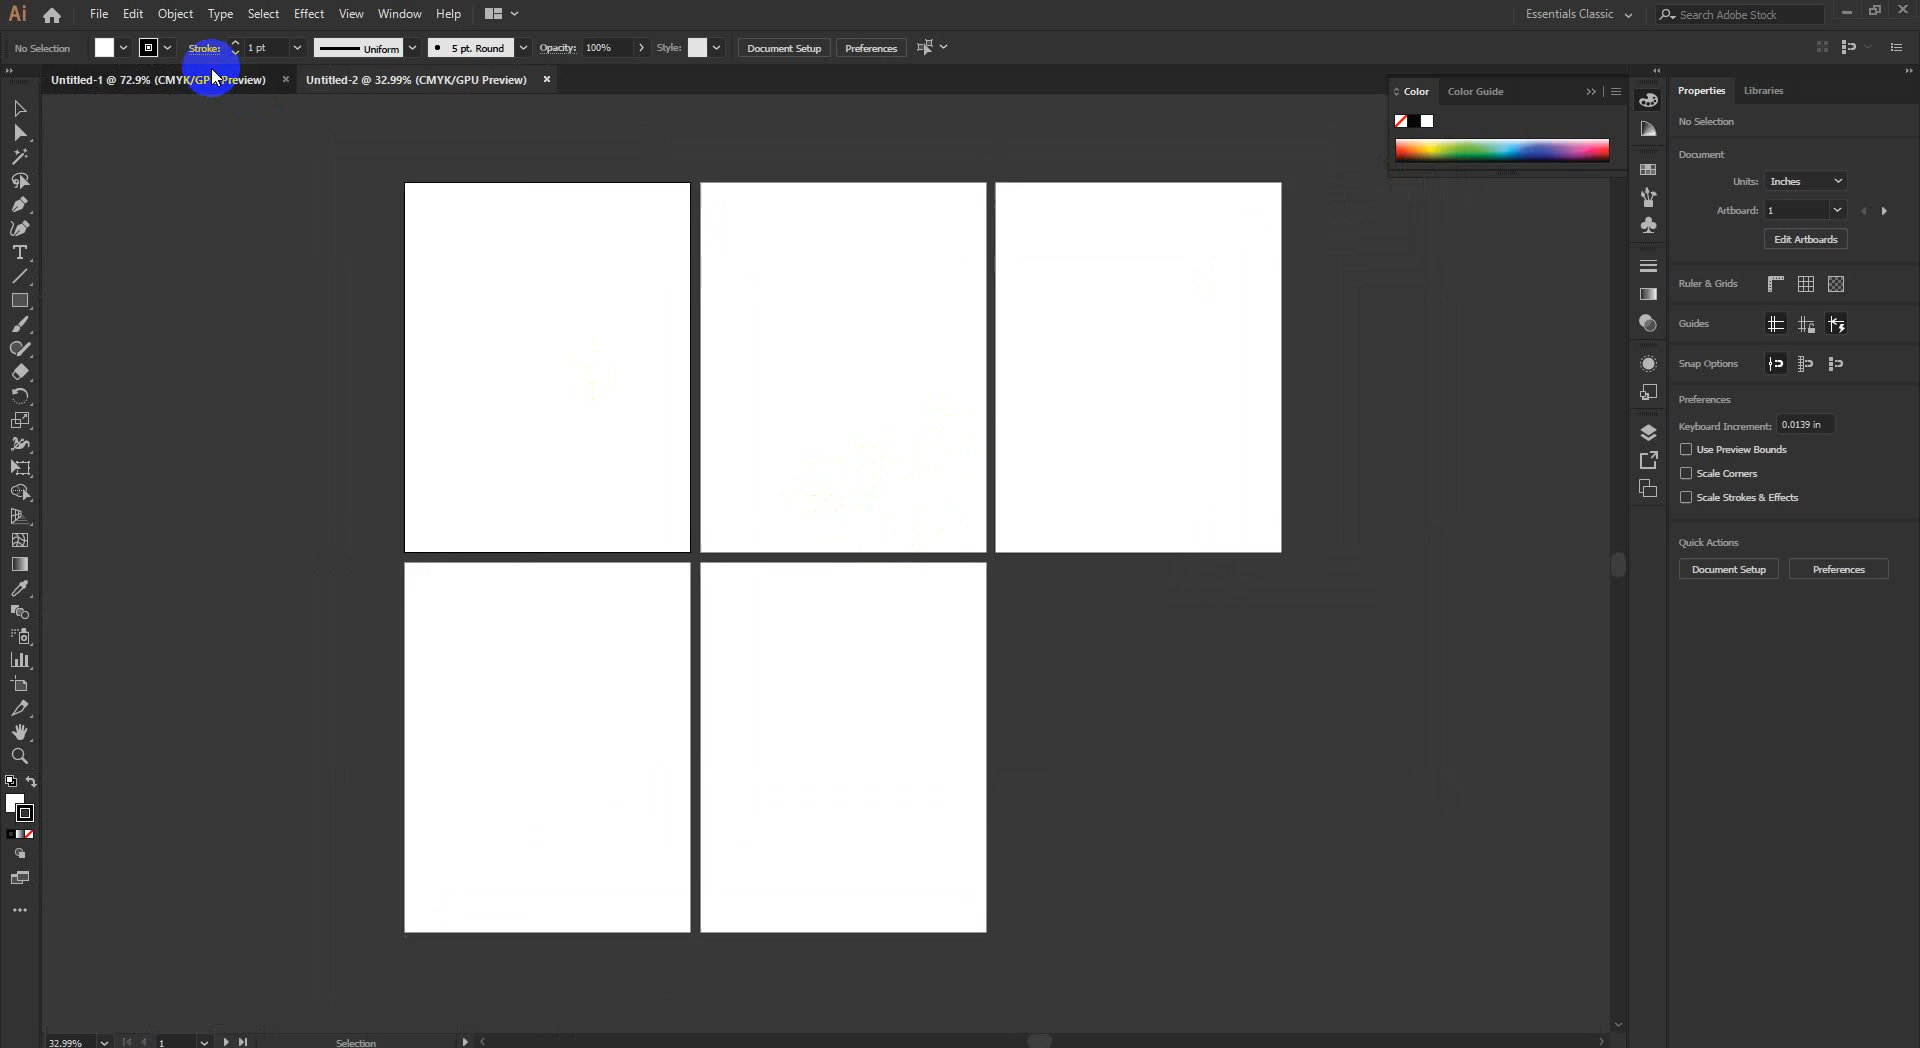 Ai File Edit Object Type Select Effect View Window Help Essentials Classic Search Adobe Stock
No Selection Stroke: 1 pt Uniform 5 pt. Round Opacity: 100% Style: Document Setup Preferences
Untitled-1 @ 72.9% (CMYK/GPU Preview) × Untitled-2 @ 32.99% (CMYK/GPU Preview) ×
Color Color Guide
Properties Libraries
No Selection
Document
Units: Inches
Artboard: 1
Edit Artboards
Ruler & Grids
Guides
Snap Options
Preferences
Keyboard Increment: 0.0139 in
Use Preview Bounds
Scale Corners
Scale Strokes & Effects
Quick Actions
Document Setup Preferences
32.99% 1 Selection